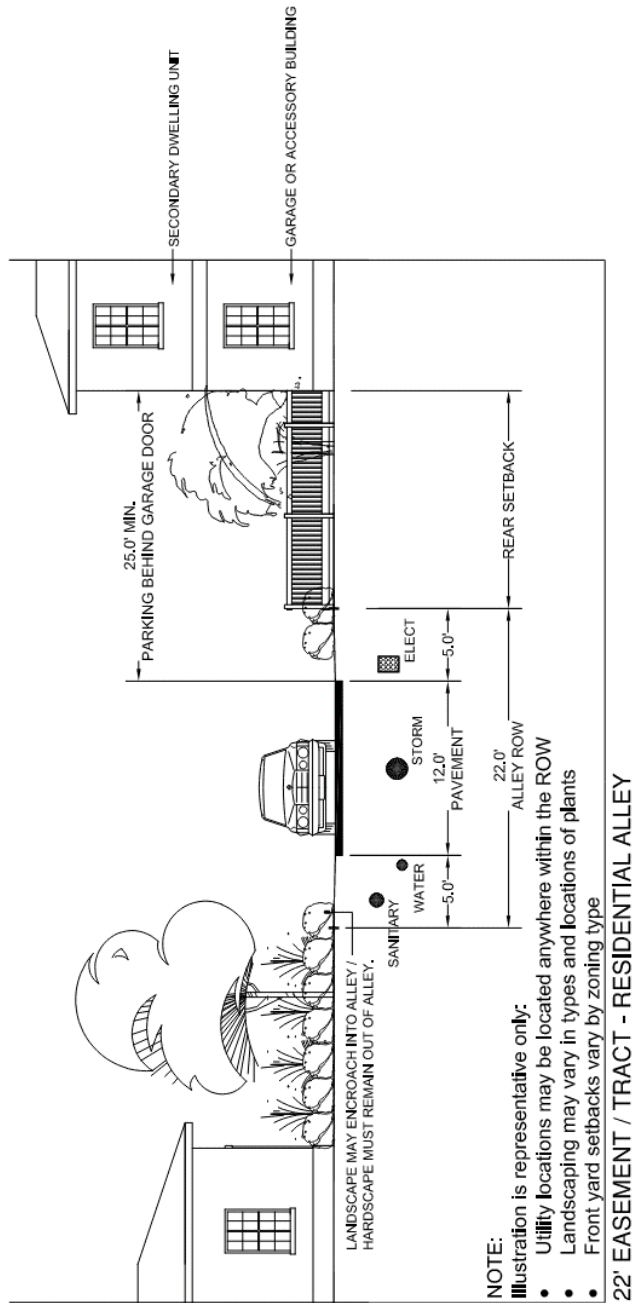 SECONDARY DWELLING UNIT
GARAGE OR ACCESSORY BUILDING
25.0' MIN.
PARKING BEHIND GARAGE DOOR
REAR SETBACK
ELECT
5.0'
STORM
12.0'
PAVEMENT
22.0'
ALLEY ROW
WATER
SANITARY
5.0'
LANDSCAPE MAY ENCROACH INTO ALLEY /
HARDSCAPE MUST REMAIN OUT OF ALLEY.
NOTE:
Illustration is representative only:
• Utility locations may be located anywhere within the ROW
• Landscaping may vary in types and locations of plants
• Front yard setbacks vary by zoning type
22' EASEMENT / TRACT - RESIDENTIAL ALLEY